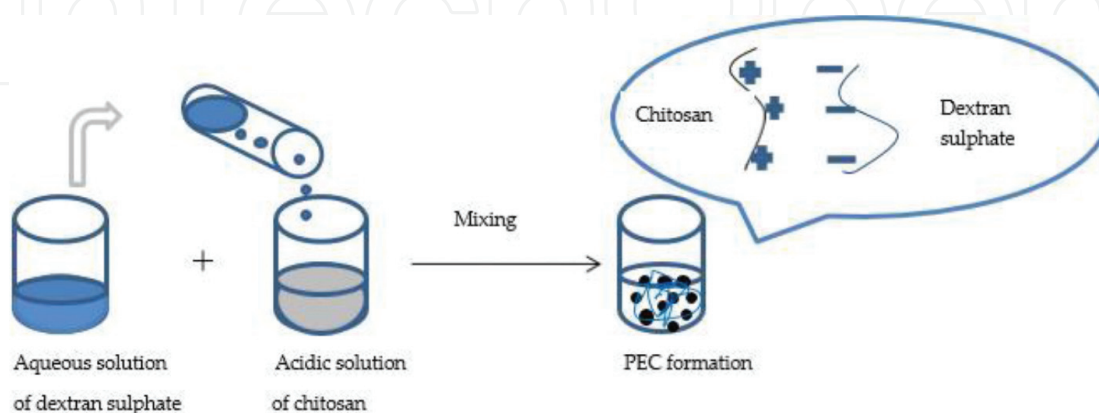 Chitosan
Dextran
sulphate
Mixing
+
Aqueous solution
of dextran sulphate
Acidic solution
of chitosan
PEC formation